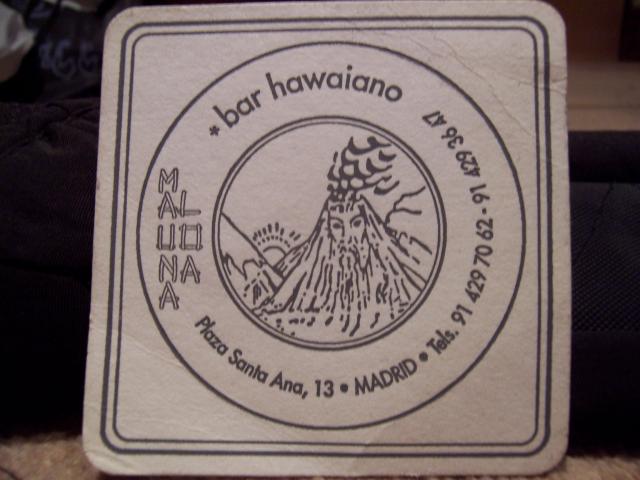 * bar hawaiano
MAUNA
LOA
Plaza Santa Ana, 13 • MADRID • Tels. 91 429 70 62 - 91 429 36 47